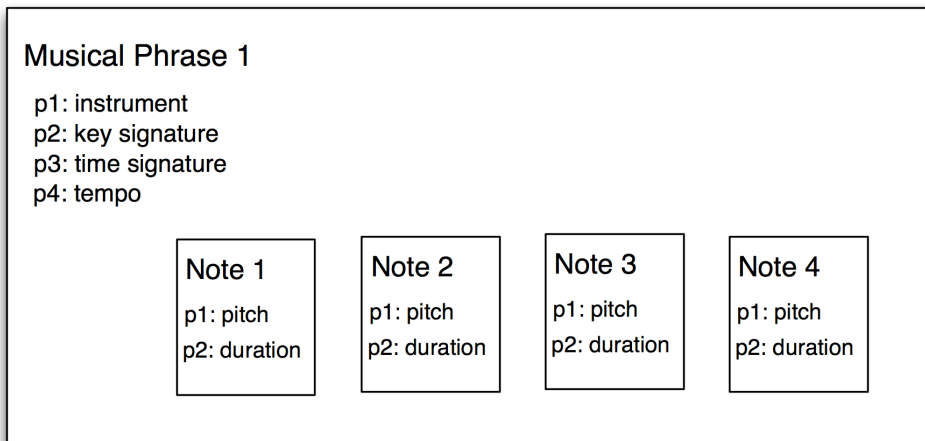 Musical Phrase 1
p1: instrument
p2: key signature
p3: time signature
p4: tempo
Note 1
p1: pitch
p2: duration
Note 2
p1: pitch
p2: duration
Note 3
p1: pitch
p2: duration
Note 4
p1: pitch
p2: duration